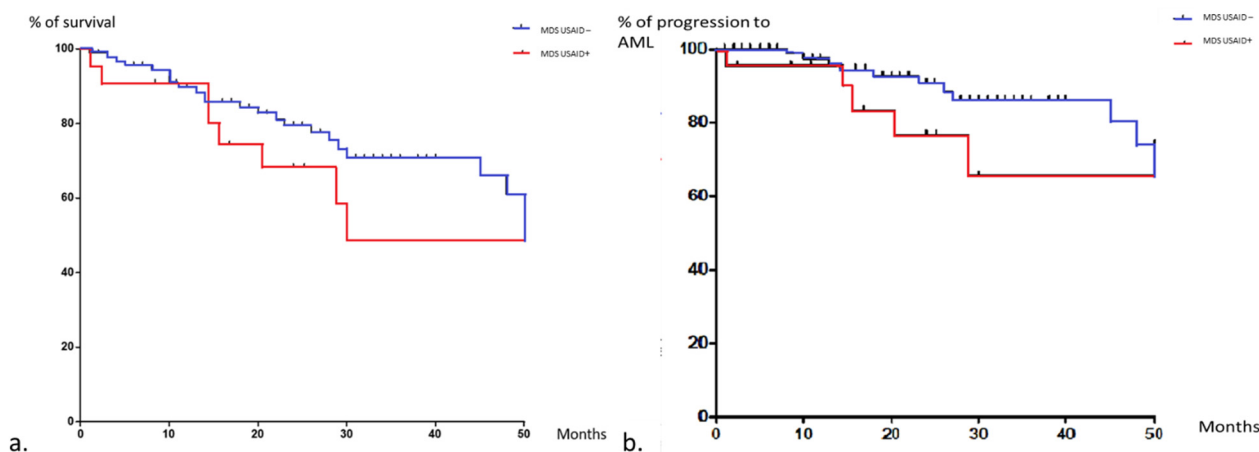 % of survival
MDS USAID –
MDS USAID+
100
80
60
40
20
0
0 10 20 30 40 50
Months
a.
% of progression to
AML
MDS USAID –
MDS USAID+
100
80
60
40
20
0
0 10 20 30 40 50
Months
b.